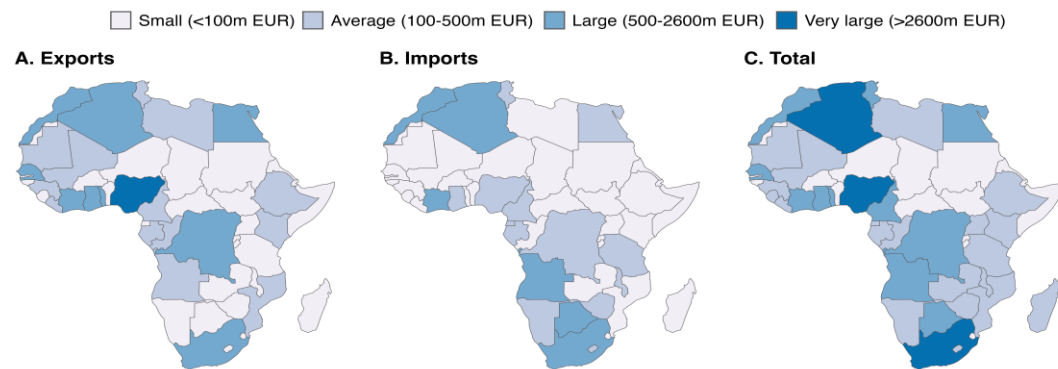 Small (<100m EUR) Average (100-500m EUR) Large (500-2600m EUR) Very large (>2600m EUR)
A. Exports B. Imports C. Total